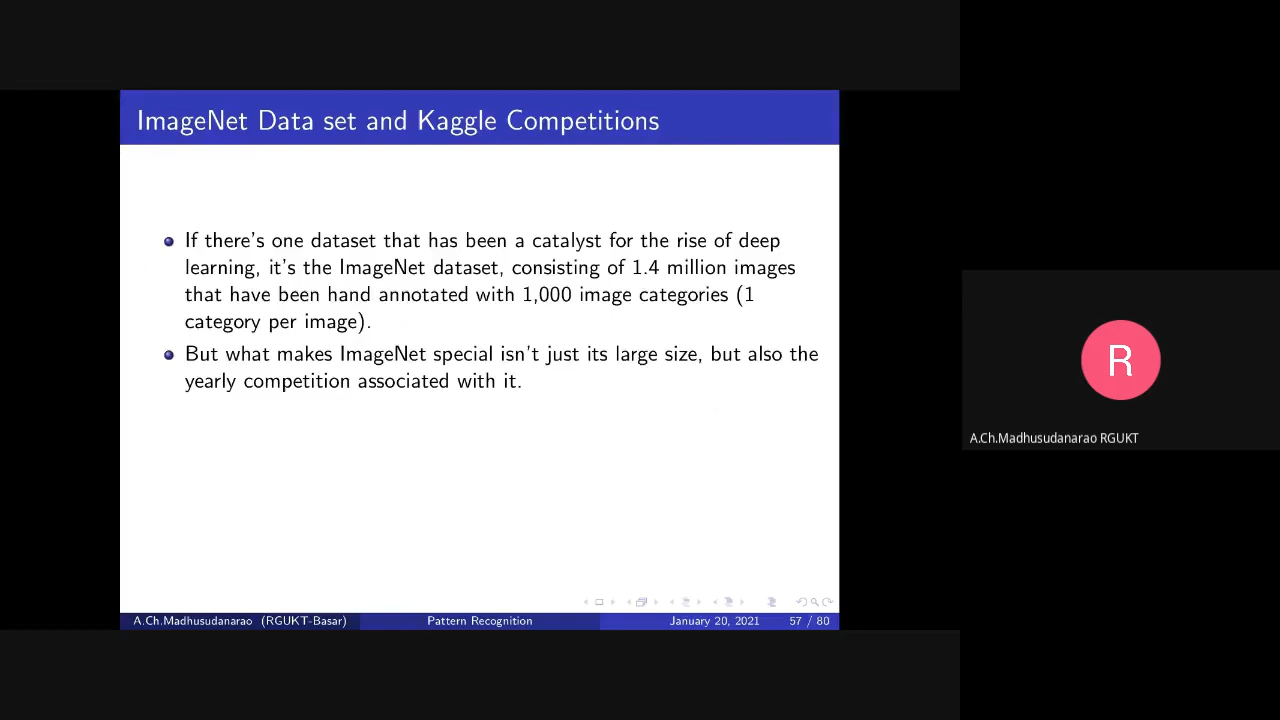 ImageNet Data set and Kaggle Competitions
If there's one dataset that has been a catalyst for the rise of deep
learning, it's the ImageNet dataset, consisting of 1.4 million images
that have been hand annotated with 1,000 image categories (1
category per image).
But what makes ImageNet special isn't just its large size, but also the
yearly competition associated with it.
A.Ch.Madhusudanarao (RGUKT-Basar) Pattern Recognition January 20, 2021 57 / 80
R
A.Ch.Madhusudanarao RGUKT